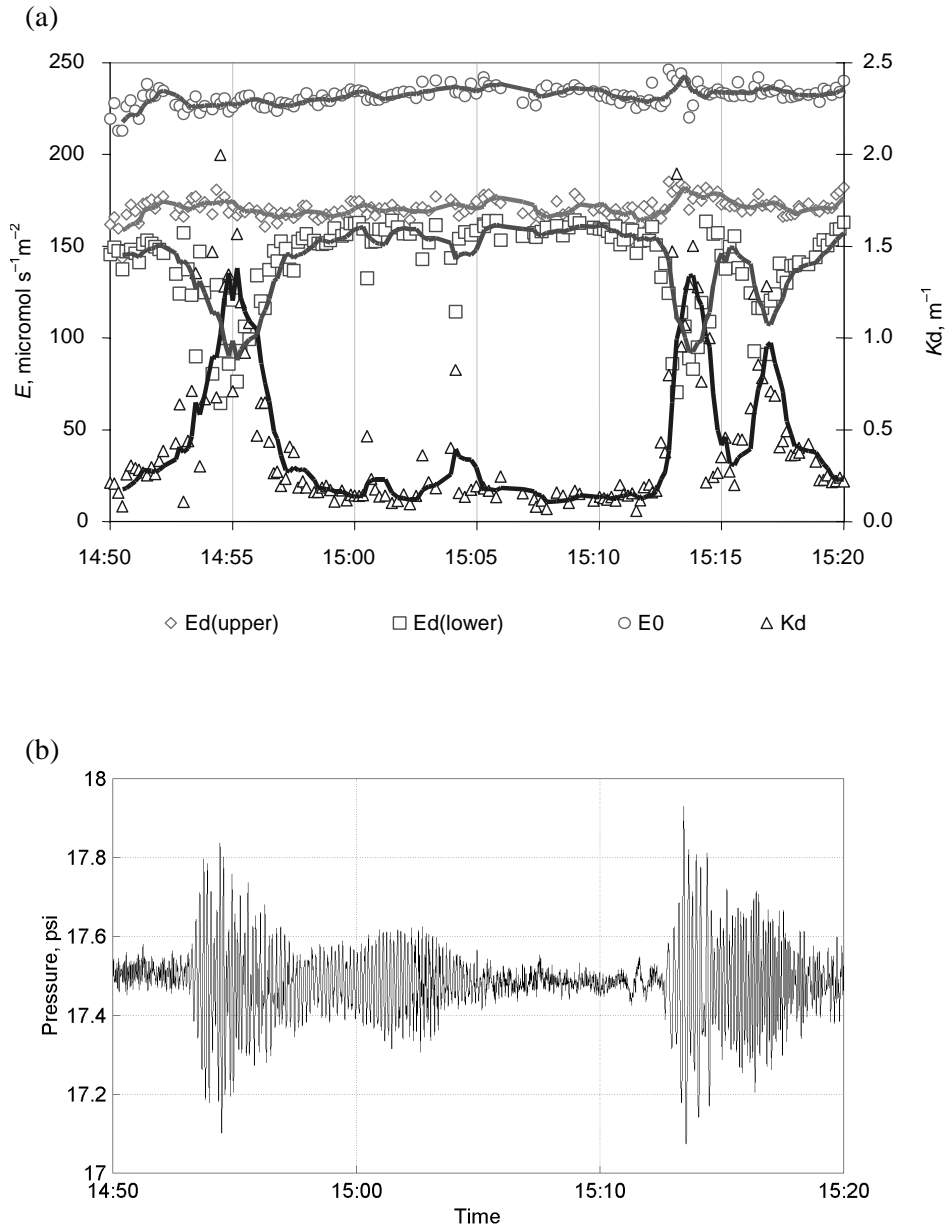 (a)
250 2.5
200 2.0
150 1.5
100 1.0
50 0.5
0 0.0
E, micromol s⁻¹m⁻²
Kd, m⁻¹
14:50 14:55 15:00 15:05 15:10 15:15 15:20
Ed(upper) Ed(lower) E0 Kd
(b)
18
17.8
17.6
17.4
17.2
17
Pressure, psi
14:50 15:00 15:10 15:20
Time